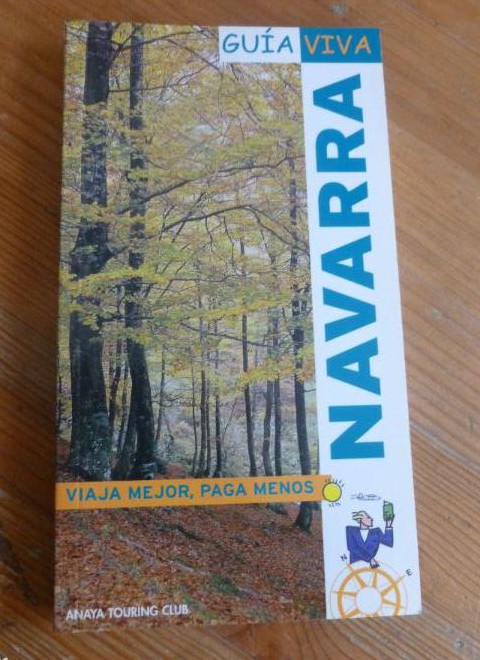 GUÍA VIVA
NAVARRA
VIAJA MEJOR, PAGA MENOS
N
E
ANAYA TOURING CLUB